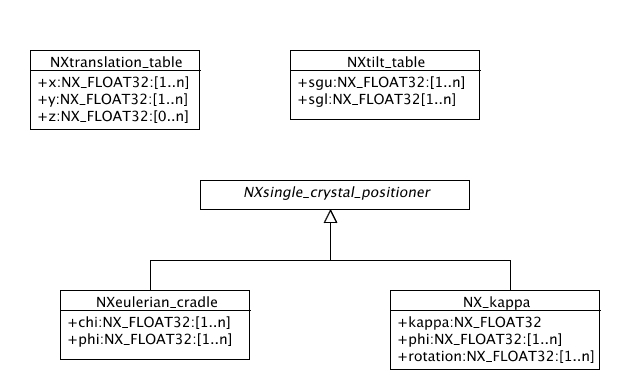 NXtranslation_table
+x:NX_FLOAT32:[1..n]
+y:NX_FLOAT32:[1..n]
+z:NX_FLOAT32:[0..n]
NXtilt_table
+sgu:NX_FLOAT32:[1..n]
+sgl:NX_FLOAT32[1..n]
NXsingle_crystal_positioner
NXeulerian_cradle
+chi:NX_FLOAT32:[1..n]
+phi:NX_FLOAT32:[1..n]
NX_kappa
+kappa:NX_FLOAT32
+phi:NX_FLOAT32:[1..n]
+rotation:NX_FLOAT32:[1..n]